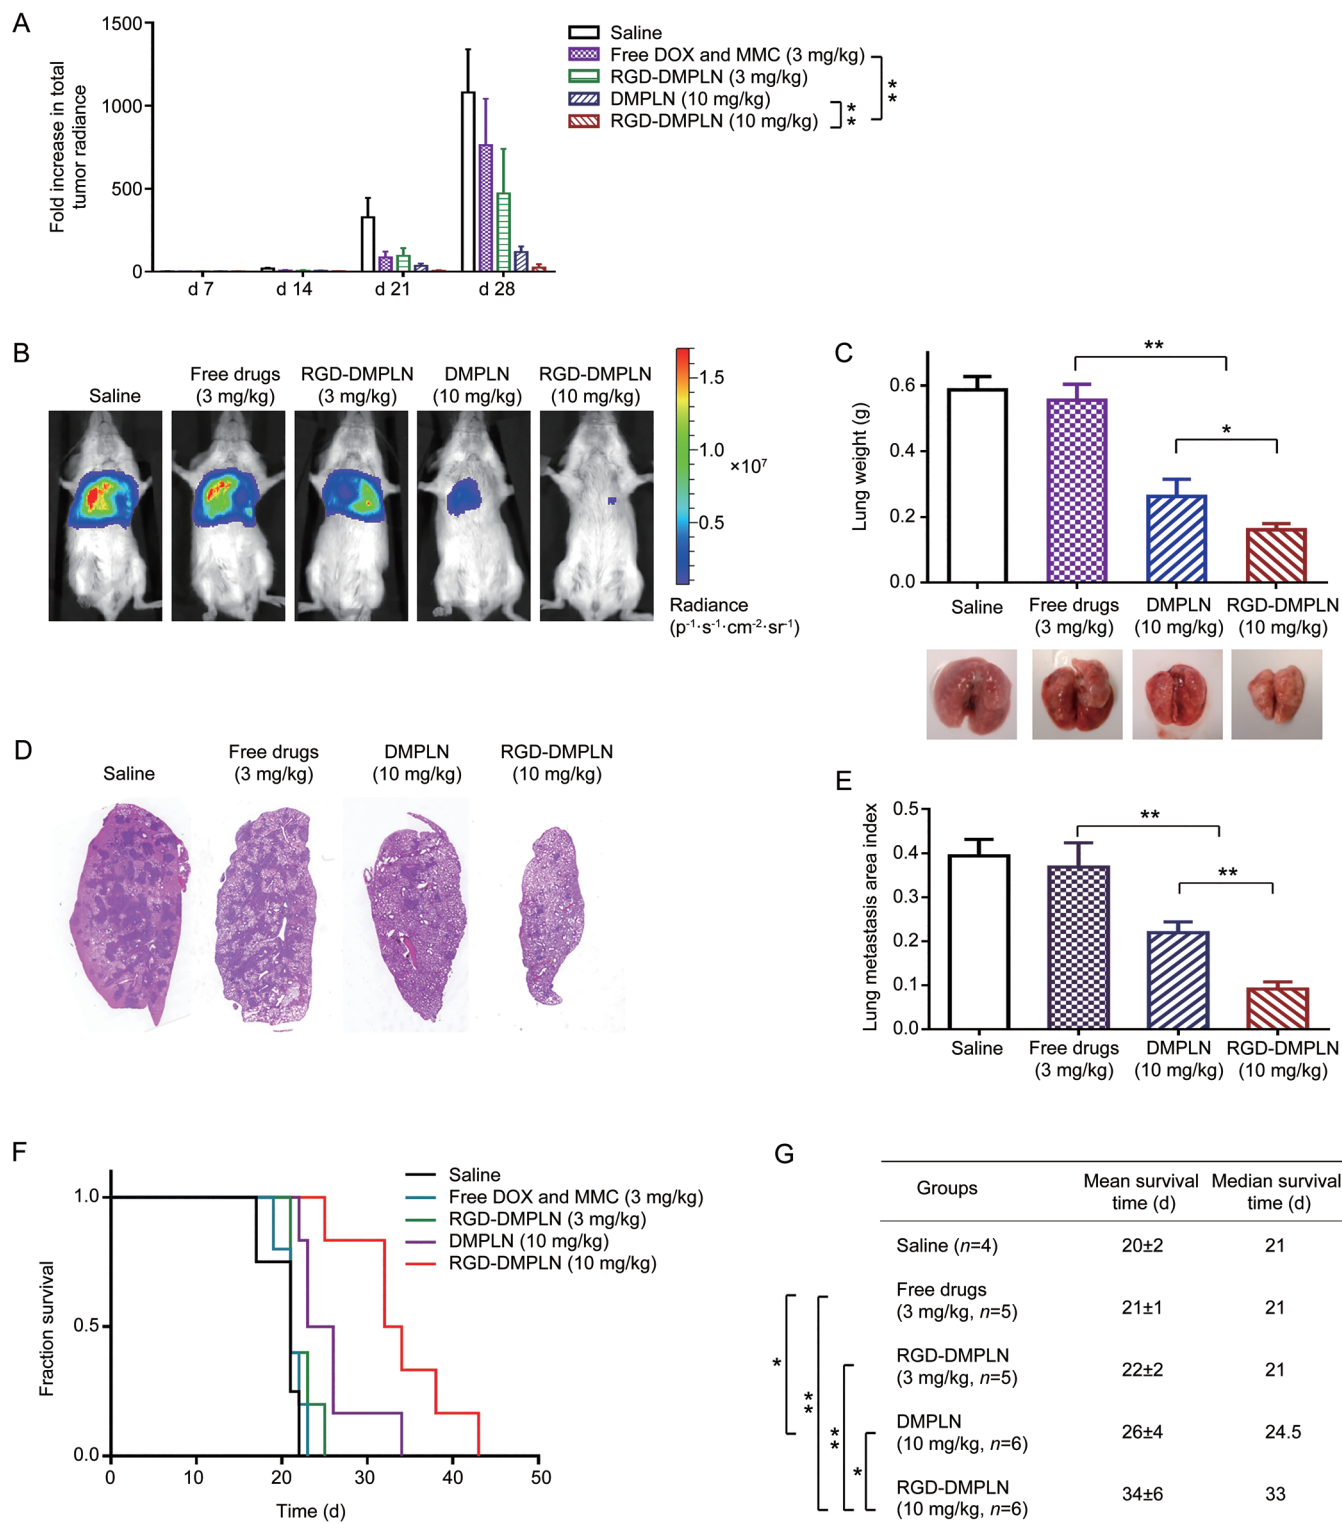 A
1500
1000
500
0
Fold increase in total
tumor radiance
d 7
d 14
d 21
d 28
Saline
Free DOX and MMC (3 mg/kg)
RGD-DMPLN (3 mg/kg)
DMPLN (10 mg/kg)
RGD-DMPLN (10 mg/kg)
**
**
B
Saline
Free drugs
(3 mg/kg)
RGD-DMPLN
(3 mg/kg)
DMPLN
(10 mg/kg)
RGD-DMPLN
(10 mg/kg)
1.5
1.0
×10⁷
0.5
Radiance
(p⁻¹·s⁻¹·cm⁻²·sr⁻¹)
C
Lung weight (g)
0.6
0.4
0.2
0.0
**
*
Saline
Free drugs
(3 mg/kg)
DMPLN
(10 mg/kg)
RGD-DMPLN
(10 mg/kg)
D
Saline
Free drugs
(3 mg/kg)
DMPLN
(10 mg/kg)
RGD-DMPLN
(10 mg/kg)
E
Lung metastasis area index
0.5
0.4
0.3
0.2
0.1
0.0
**
**
Saline
Free drugs
(3 mg/kg)
DMPLN
(10 mg/kg)
RGD-DMPLN
(10 mg/kg)
F
Fraction survival
1.0
0.5
0.0
0
10
20
30
40
50
Time (d)
Saline
Free DOX and MMC (3 mg/kg)
RGD-DMPLN (3 mg/kg)
DMPLN (10 mg/kg)
RGD-DMPLN (10 mg/kg)
G
Groups
Mean survival
time (d)
Median survival
time (d)
Saline (n=4) 20±2 21
Free drugs
(3 mg/kg, n=5) 21±1 21
RGD-DMPLN
(3 mg/kg, n=5) 22±2 21
DMPLN
(10 mg/kg, n=6) 26±4 24.5
RGD-DMPLN
(10 mg/kg, n=6) 34±6 33
*
**
**
*